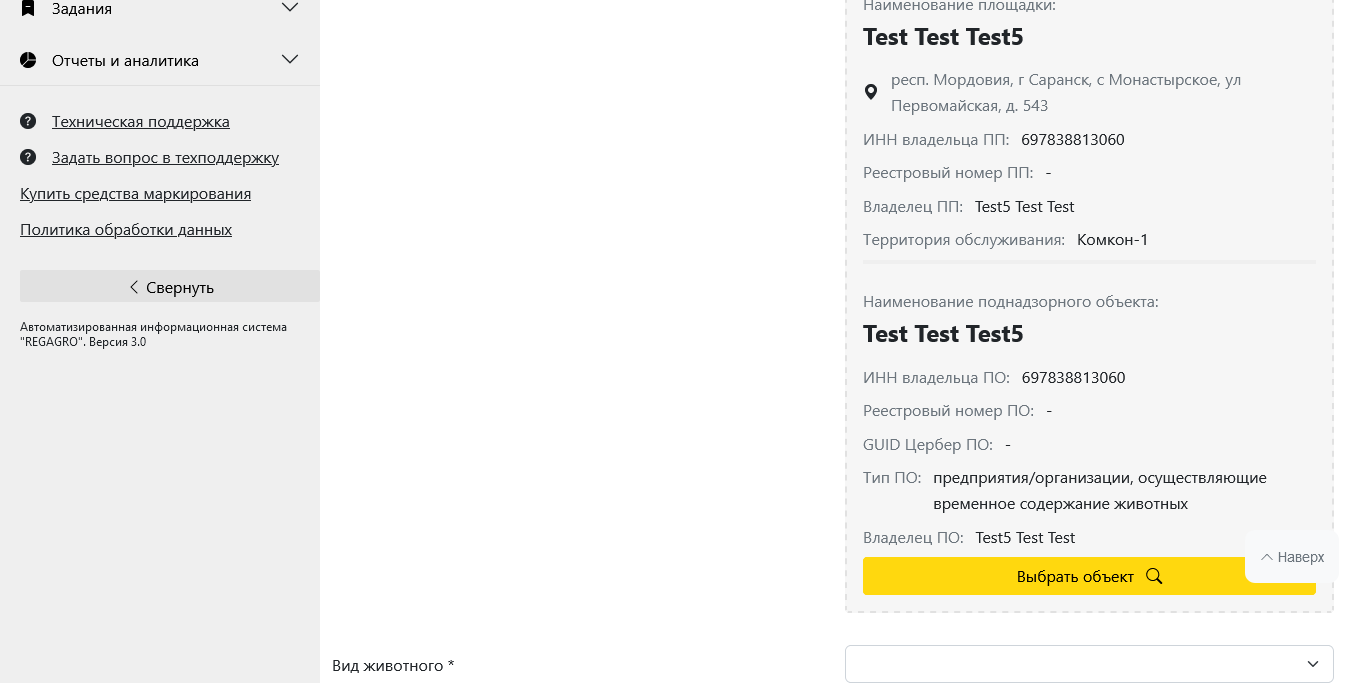 Задания
Отчеты и аналитика
Техническая поддержка
Задать вопрос в техподдержку
Купить средства маркирования
Политика обработки данных
Свернуть
Автоматизированная информационная система
"REGAGRO". Версия 3.0
Наименование площадки:
Test Test Test5
респ. Мордовия, г Саранск, с Монастырское, ул
Первомайская, д. 543
ИНН владельца ПП: 697838813060
Реестровый номер ПП: -
Владелец ПП: Test5 Test Test
Территория обслуживания: Комкон-1
Наименование поднадзорного объекта:
Test Test Test5
ИНН владельца ПО: 697838813060
Реестровый номер ПО: -
GUID Цербер ПО: -
Тип ПО: предприятия/организации, осуществляющие
временное содержание животных
Владелец ПО: Test5 Test Test
Наверх
Выбрать объект
Вид животного *